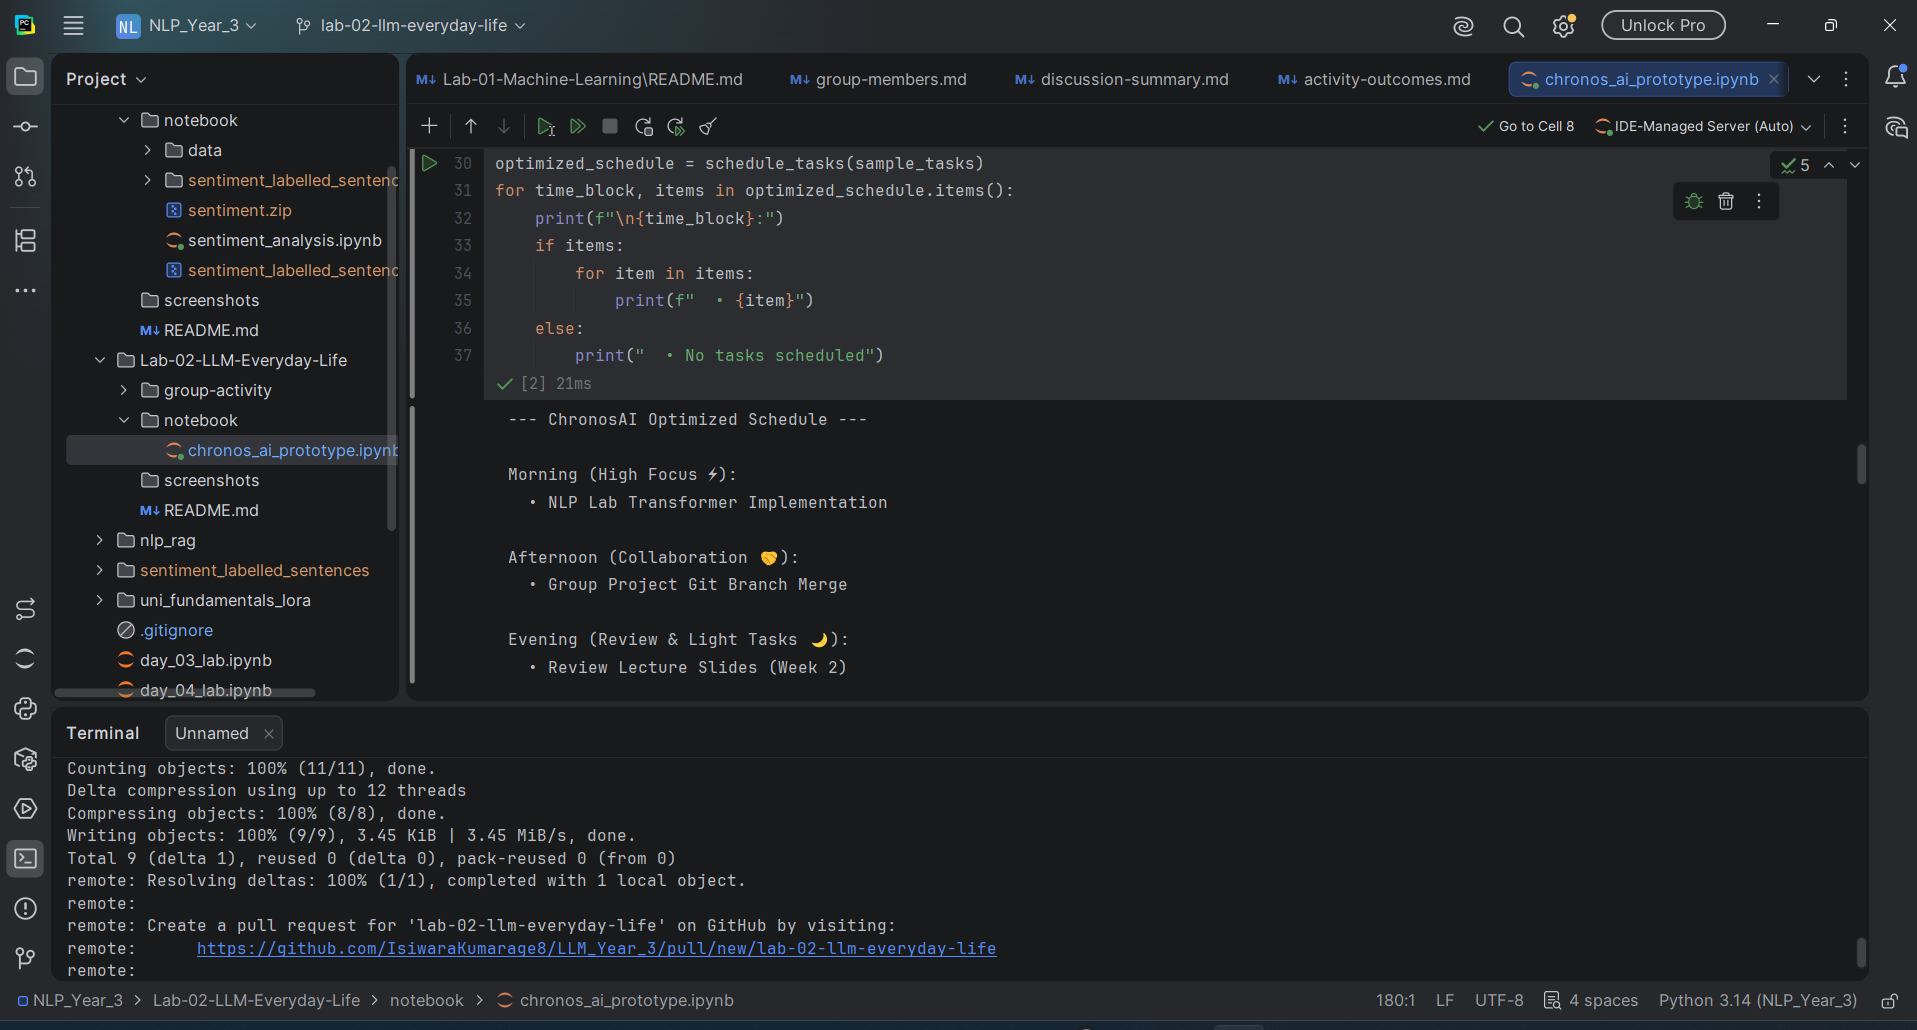 PC
NL NLP_Year_3
lab-02-llm-everyday-life
Unlock Pro
Project
notebook
data
sentiment_labelled_sentenc
sentiment.zip
sentiment_analysis.ipynb
sentiment_labelled_sentenc
screenshots
M↓ README.md
Lab-02-LLM-Everyday-Life
group-activity
notebook
chronos_ai_prototype.ipynb
screenshots
M↓ README.md
nlp_rag
sentiment_labelled_sentences
uni_fundamentals_lora
.gitignore
day_03_lab.ipynb
day_04_lab.ipynb
M↓ Lab-01-Machine-Learning\README.md
M↓ group-members.md
M↓ discussion-summary.md
M↓ activity-outcomes.md
chronos_ai_prototype.ipynb
Go to Cell 8
IDE-Managed Server (Auto)
5
30 optimized_schedule = schedule_tasks(sample_tasks)
31 for time_block, items in optimized_schedule.items():
32 print(f"\n{time_block}:")
33 if items:
34 for item in items:
35 print(f"  • {item}")
36 else:
37 print("  • No tasks scheduled")
[2] 21ms
--- ChronosAI Optimized Schedule ---
Morning (High Focus ⚡):
• NLP Lab Transformer Implementation
Afternoon (Collaboration 🤝):
• Group Project Git Branch Merge
Evening (Review & Light Tasks 🌙):
• Review Lecture Slides (Week 2)
Terminal
Unnamed
Counting objects: 100% (11/11), done.
Delta compression using up to 12 threads
Compressing objects: 100% (8/8), done.
Writing objects: 100% (9/9), 3.45 KiB | 3.45 MiB/s, done.
Total 9 (delta 1), reused 0 (delta 0), pack-reused 0 (from 0)
remote: Resolving deltas: 100% (1/1), completed with 1 local object.
remote:
remote: Create a pull request for 'lab-02-llm-everyday-life' on GitHub by visiting:
remote:      https://github.com/IsiwaraKumarage8/LLM_Year_3/pull/new/lab-02-llm-everyday-life
remote:
NLP_Year_3 > Lab-02-LLM-Everyday-Life > notebook > chronos_ai_prototype.ipynb
180:1 LF UTF-8 4 spaces Python 3.14 (NLP_Year_3)